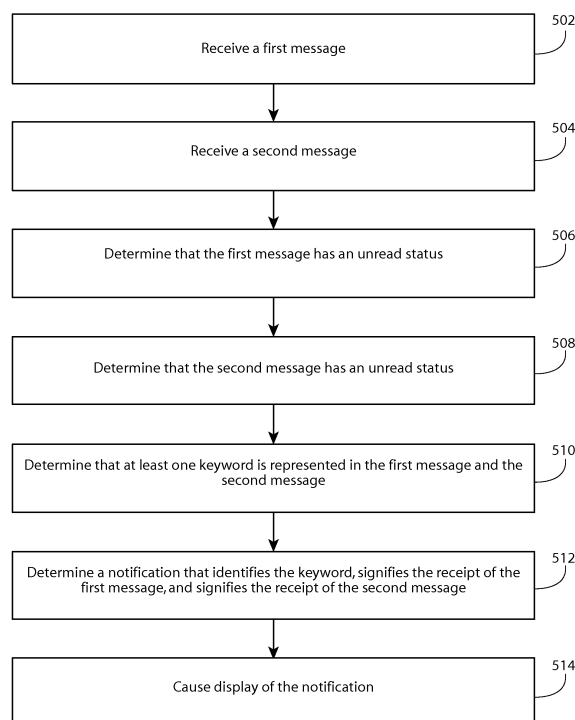 502
Receive a first message
504
Receive a second message
506
Determine that the first message has an unread status
508
Determine that the second message has an unread status
510
Determine that at least one keyword is represented in the first message and the
second message
512
Determine a notification that identifies the keyword, signifies the receipt of the
first message, and signifies the receipt of the second message
514
Cause display of the notification